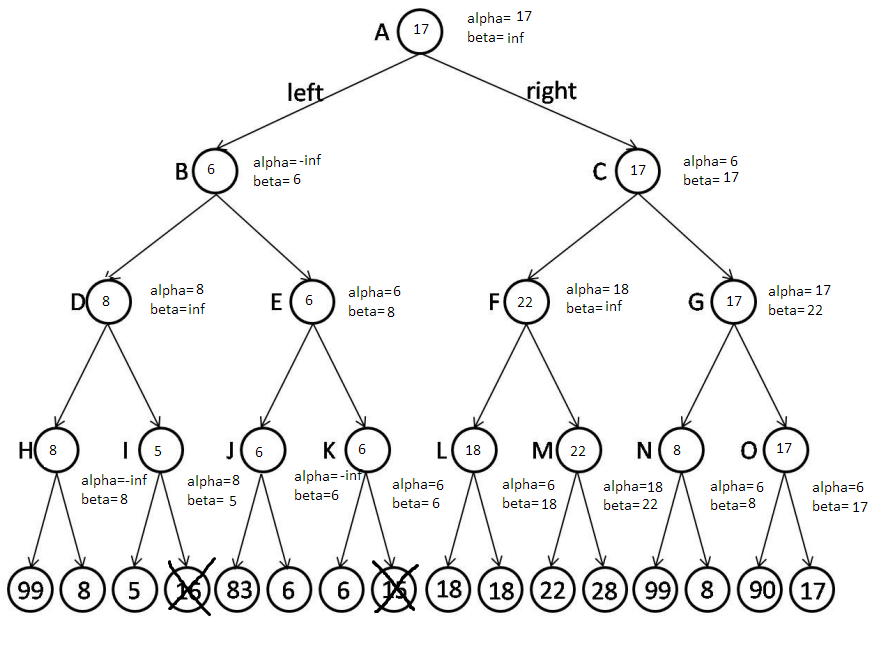 A
17
alpha= 17
beta= inf
left
right
B
6
alpha=-inf
beta= 6
C
17
alpha= 6
beta= 17
D
8
alpha=8
beta=inf
E
6
alpha=6
beta=8
F
22
alpha= 18
beta= inf
G
17
alpha= 17
beta= 22
H
8
I
5
J
6
K
6
L
18
M
22
N
8
O
17
alpha=-inf
beta=8
alpha=8
beta= 5
alpha= -inf
beta=6
alpha=6
beta= 6
alpha=6
beta= 18
alpha=18
beta= 22
alpha= 6
beta=8
alpha=6
beta= 17
99
8
5
16
83
6
6
15
18
18
22
28
99
8
90
17